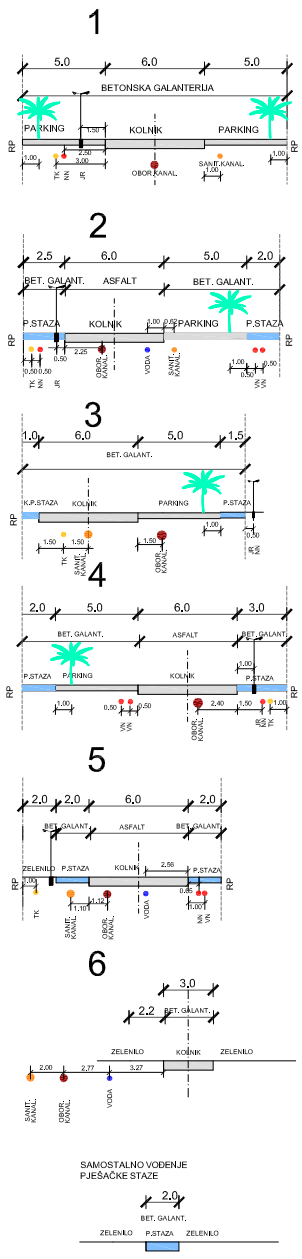 1
5.0 6.0 5.0
BETONSKA GALANTERIJA
PARKING 1.50 KOLNIK PARKING
RP RP
1.00 2.50 1.00
3.00 1.00
TK NN JR OBOR.KANAL. SANIT.KANAL.
2
2.5 6.0 5.0 2.0
BET. GALANT. ASFALT BET. GALANT.
P.STAZA KOLNIK 1.00 0.62 PARKING P.STAZA
RP RP
0.50 0.50 0.50 2.25 1.00 0.50
TK NN JR OBOR. KANAL. VODA SANIT. KANAL. VN VN
3
1.0 6.0 5.0 1.5
BET. GALANT.
K.P.STAZA KOLNIK PARKING P.STAZA
RP RP
1.50 1.50 1.50 1.00 0.50
TK SANIT. KANAL. OBOR. KANAL. JR NN
4
2.0 5.0 6.0 3.0
BET. GALANT. ASFALT BET. GALANT.
1.00
P.STAZA PARKING KOLNIK P.STAZA
RP RP
1.00 0.50 0.50 2.40 1.50 1.00
VN VN OBOR. KANAL. JR NN TK
5
2.0 2.0 6.0 2.0
BET. GALANT. ASFALT BET. GALANT.
2.56
ZELENILO P.STAZA KOLNIK P.STAZA
RP RP
1.00 0.65
1.10 1.12 1.00
TK SANIT. KANAL. OBOR. KANAL. VODA NN VN
6
3.0
2.2 BET. GALANT.
ZELENILO KOLNIK ZELENILO
2.00 2.77 3.27
SANIT. KANAL. OBOR. KANAL. VODA
SAMOSTALNO VOĐENJE
PJEŠAČKE STAZE
2.0
BET. GALANT.
ZELENILO P.STAZA ZELENILO